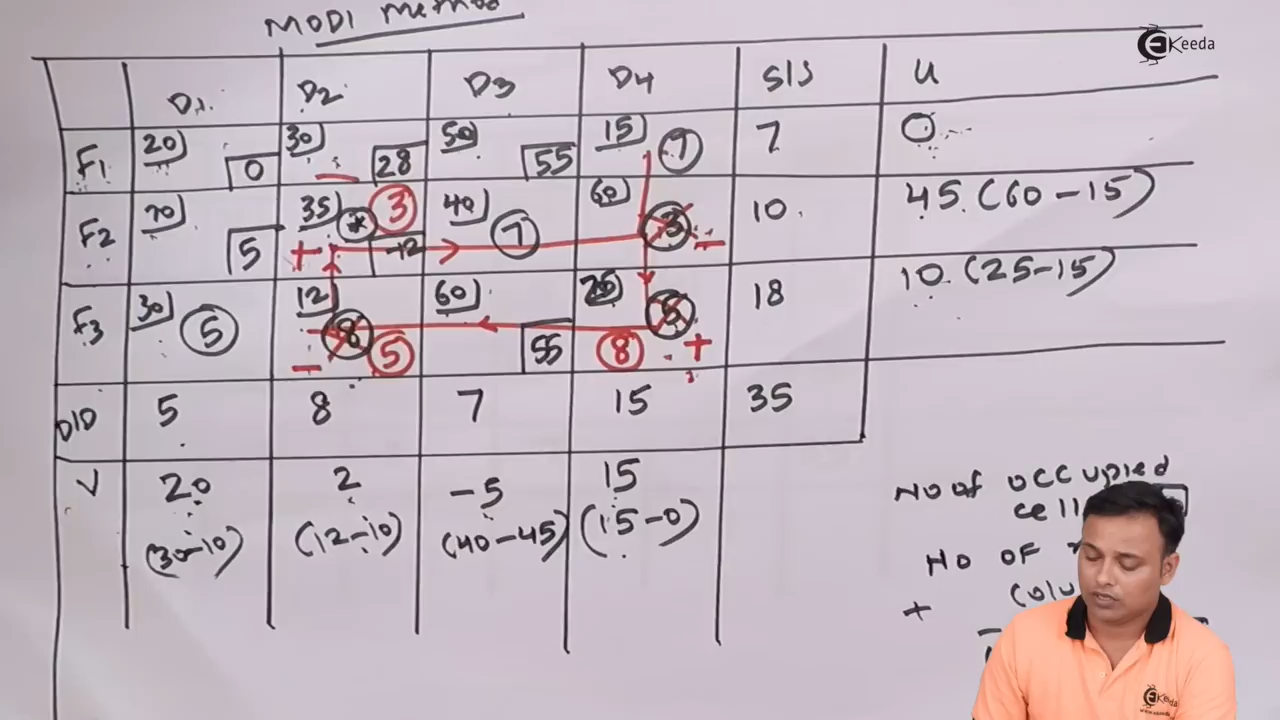 MODI Method
EKeeda
D1 D2 D3 D4 S/S U
F1 20 0 30 28 50 55 15 7 7 0
F2 70 5 35 * 3 -12 40 7 60 3 10 45 (60-15)
F3 30 5 12 8 5 60 55 25 5 8 18 10 (25-15)
D/D 5 8 7 15 35
V 20 2 -5 15
(30-10) (12-10) (40-45) (15-0)
No of occupied
cell
No OF
colu
+
EKeeda